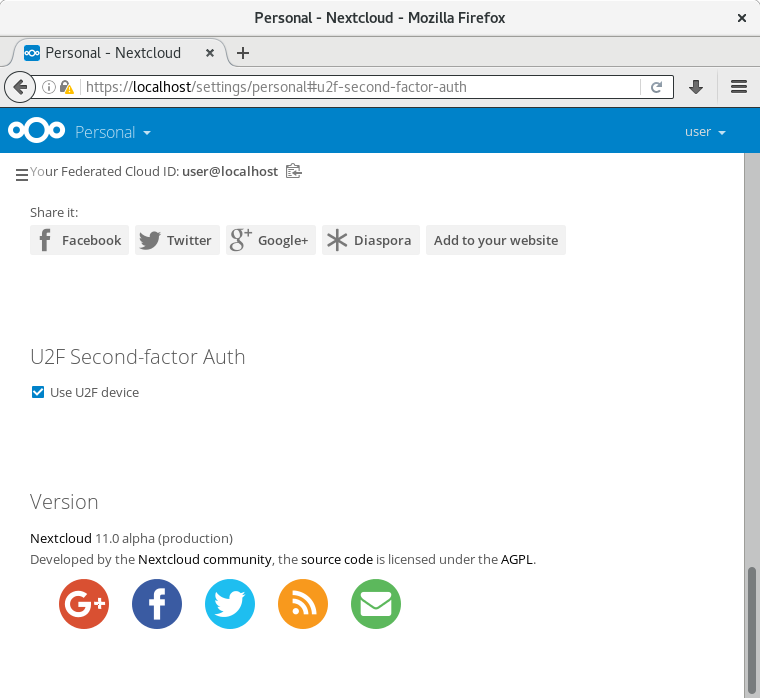 Personal - Nextcloud - Mozilla Firefox
Personal - Nextcloud
https://localhost/settings/personal#u2f-second-factor-auth
Personal
user
Your Federated Cloud ID: user@localhost
Share it:
Facebook Twitter Google+ Diaspora Add to your website
U2F Second-factor Auth
Use U2F device
Version
Nextcloud 11.0 alpha (production)
Developed by the Nextcloud community, the source code is licensed under the AGPL.